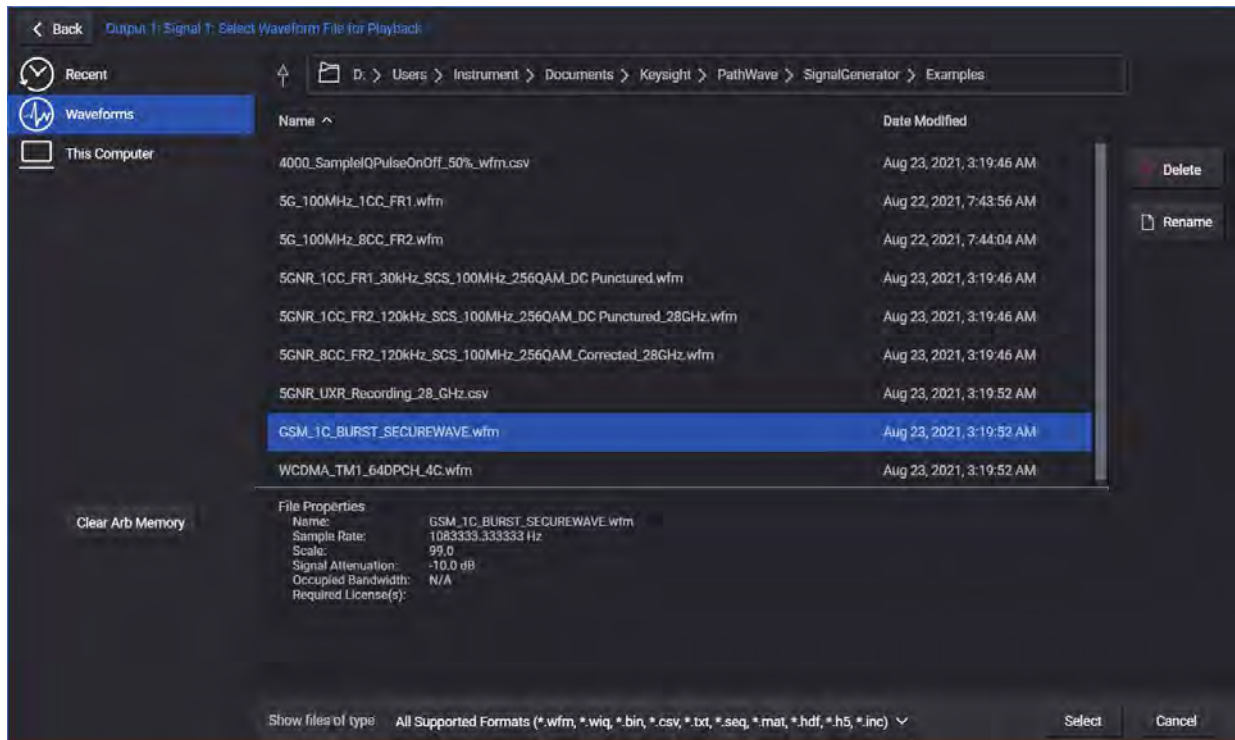 Back Output 1: Signal 1: Select Waveform File for Playback
Recent
Waveforms
This Computer
D: > Users > Instrument > Documents > Keysight > PathWave > SignalGenerator > Examples
Name Date Modified
4000_SampleIQPulseOnOff_50%_wfm.csv Aug 23, 2021, 3:19:46 AM
5G_100MHz_1CC_FR1.wfm Aug 22, 2021, 7:43:56 AM
5G_100MHz_8CC_FR2.wfm Aug 22, 2021, 7:44:04 AM
5GNR_1CC_FR1_30kHz_SCS_100MHz_256QAM_DC Punctured.wfm Aug 23, 2021, 3:19:46 AM
5GNR_1CC_FR2_120kHz_SCS_100MHz_256QAM_DC Punctured_28GHz.wfm Aug 23, 2021, 3:19:46 AM
5GNR_8CC_FR2_120kHz_SCS_100MHz_256QAM_Corrected_28GHz.wfm Aug 23, 2021, 3:19:46 AM
5GNR_UXR_Recording_28_GHz.csv Aug 23, 2021, 3:19:52 AM
GSM_1C_BURST_SECUREWAVE.wfm Aug 23, 2021, 3:19:52 AM
WCDMA_TM1_64DPCH_4C.wfm Aug 23, 2021, 3:19:52 AM
Delete
Rename
Clear Arb Memory
File Properties
Name: GSM_1C_BURST_SECUREWAVE.wfm
Sample Rate: 1083333.333333 Hz
Scale: 99.0
Signal Attenuation: -10.0 dB
Occupied Bandwidth: N/A
Required License(s):
Show files of type All Supported Formats (*.wfm, *.wiq, *.bin, *.csv, *.txt, *.seq, *.mat, *.hdf, *.h5, *.inc) Select Cancel